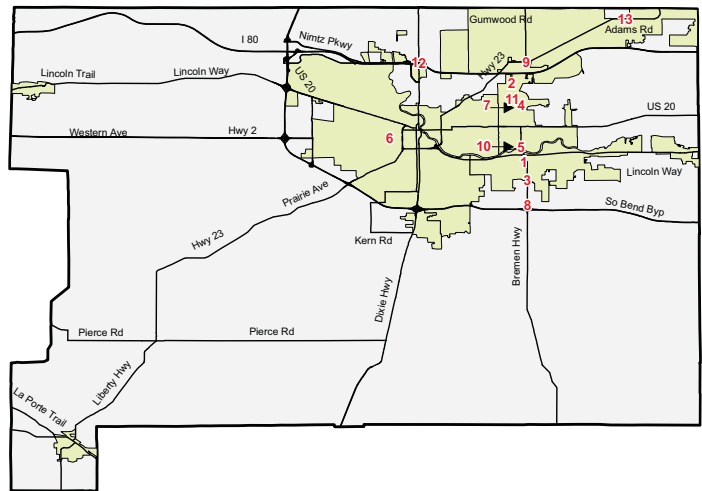 Gumwood Rd
13
Adams Rd
I 80
Nimtz Pkwy
12
Hwy 23
9
Lincoln Trail
Lincoln Way
US 20
2
7
11
4
US 20
Western Ave
Hwy 2
6
10
5
1
Lincoln Way
3
Prairie Ave
8
So Bend Byp
Kern Rd
Hwy 23
Bremen Hwy
Dixie Hwy
Pierce Rd
Pierce Rd
Liberty Hwy
La Porte Trail